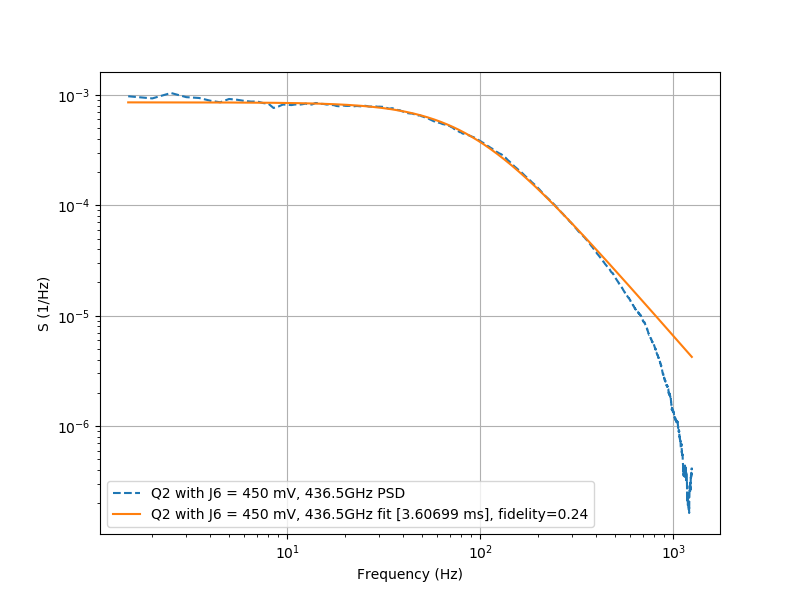 S (1/Hz)
10⁻³
10⁻⁴
10⁻⁵
10⁻⁶
Q2 with J6 = 450 mV, 436.5GHz PSD
Q2 with J6 = 450 mV, 436.5GHz fit [3.60699 ms], fidelity=0.24
10¹
10²
10³
Frequency (Hz)